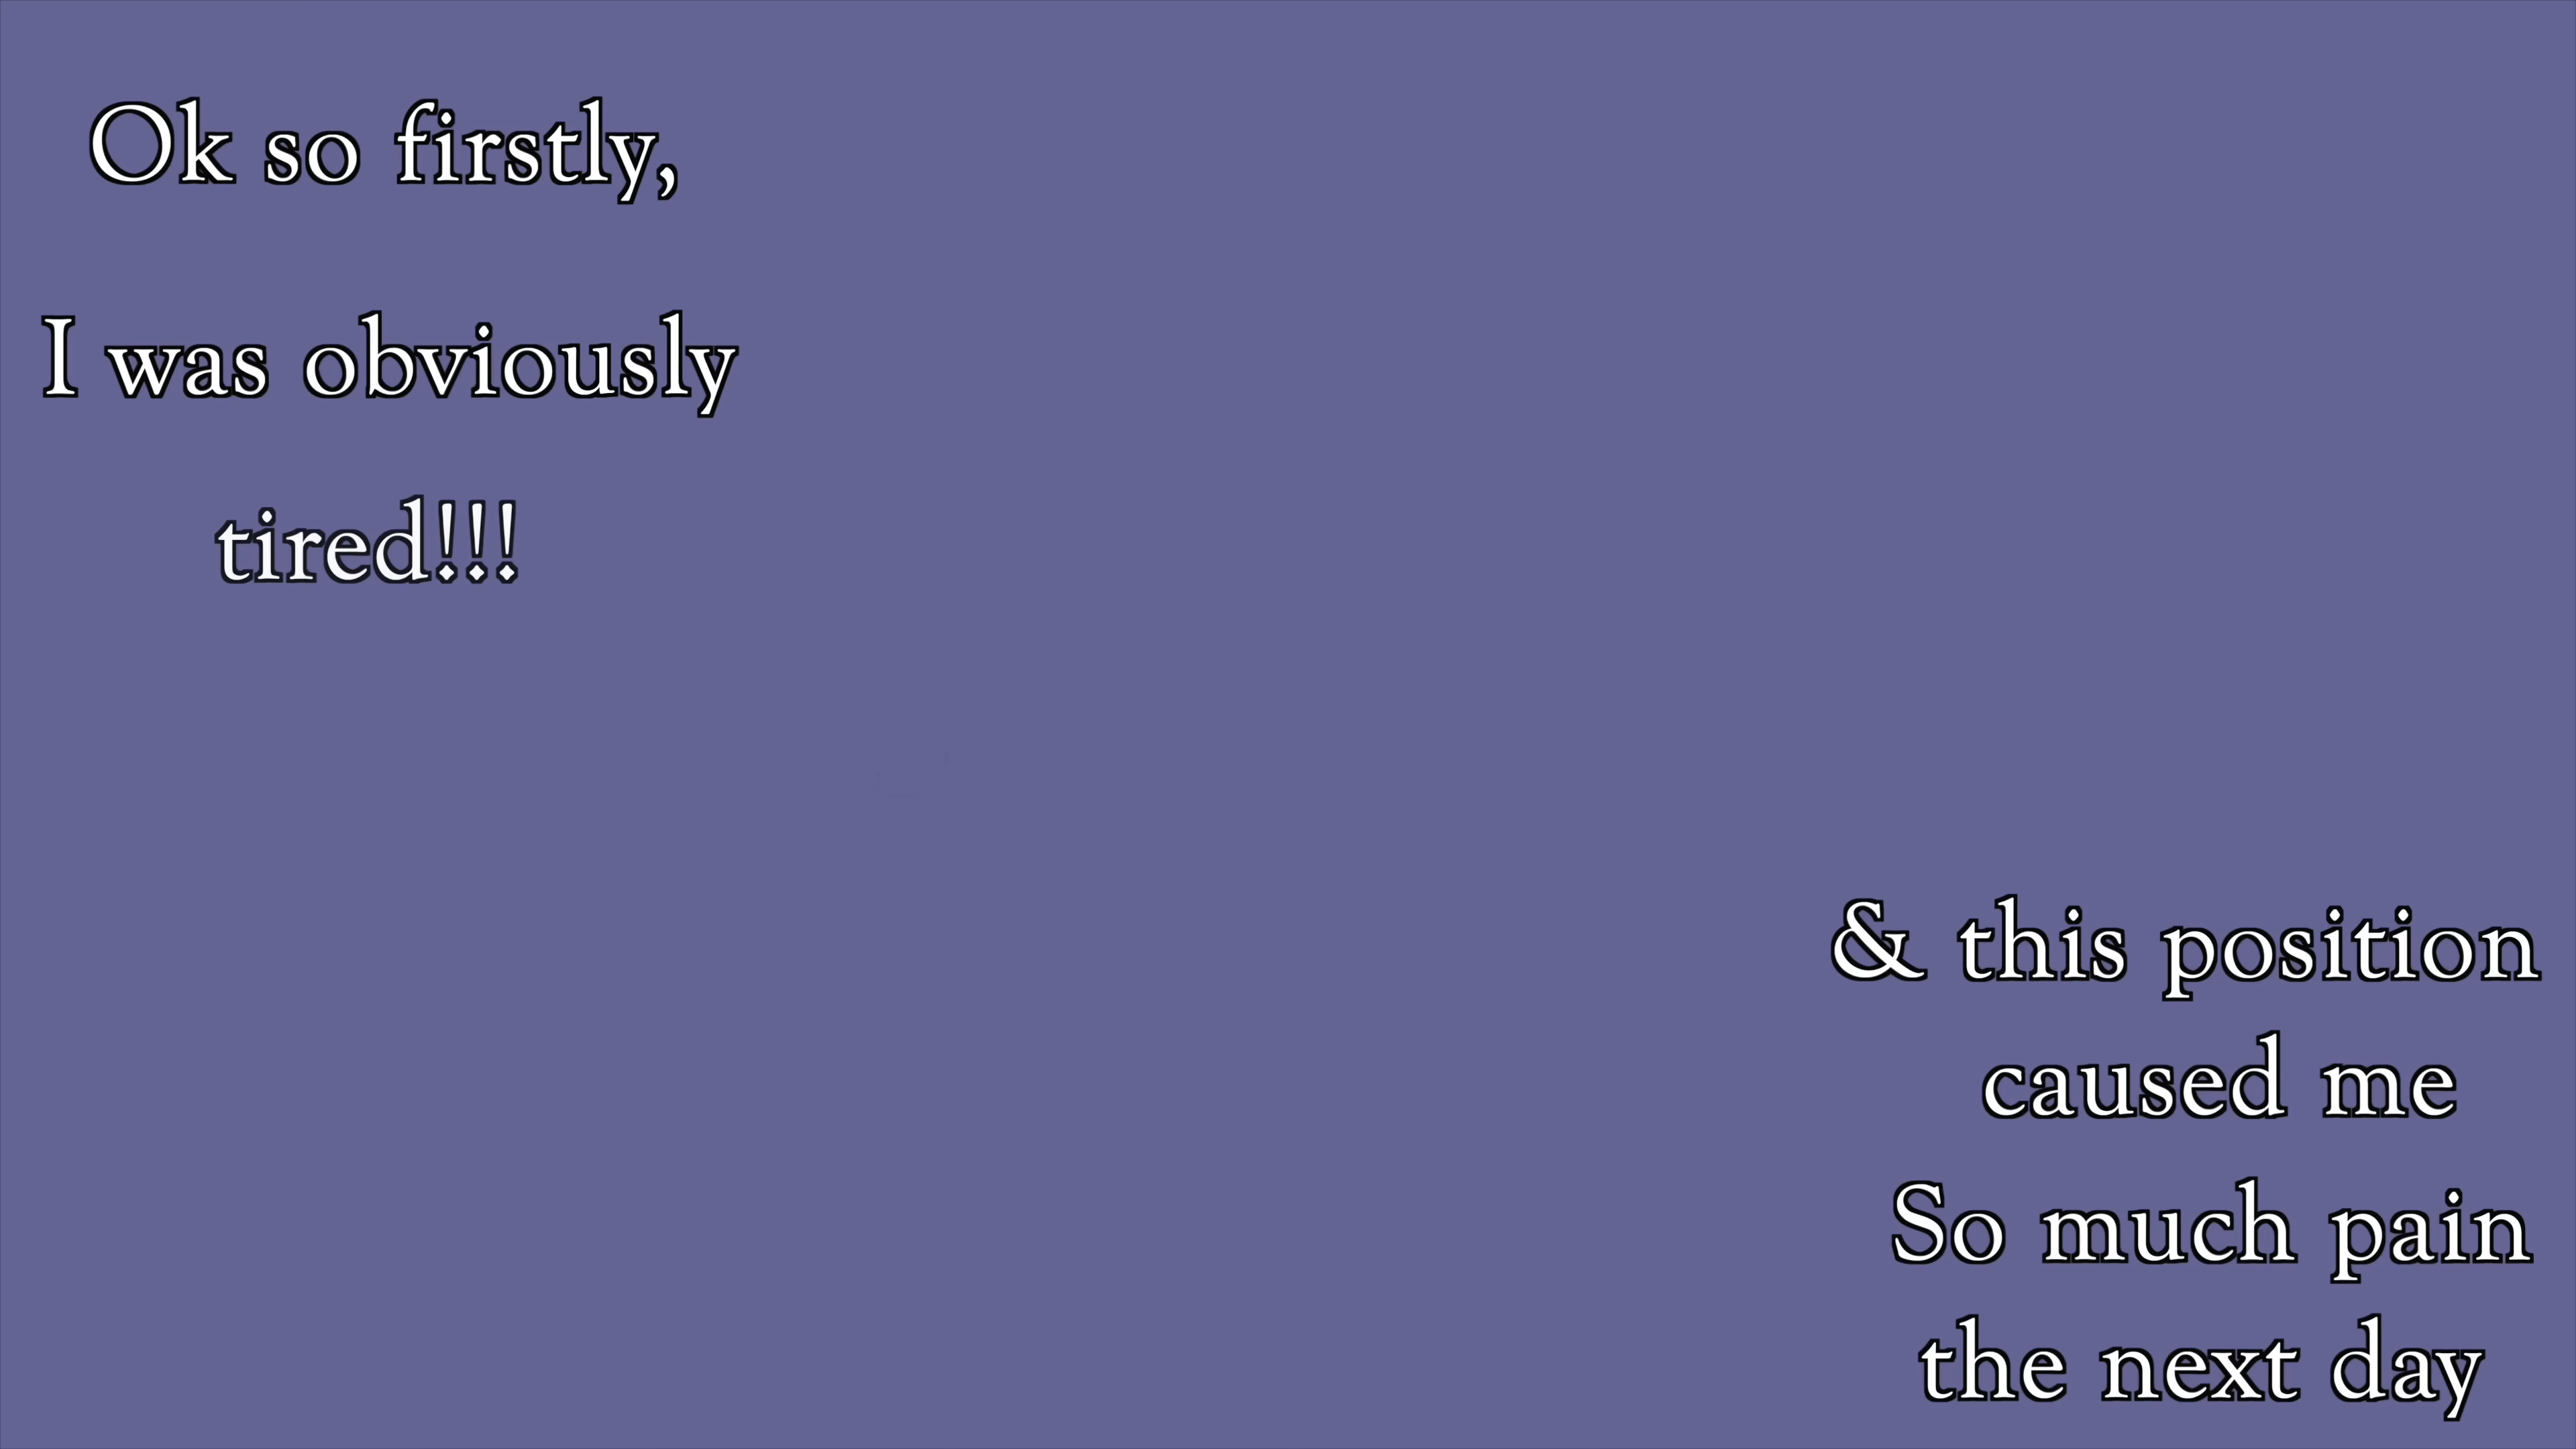 Ok so firstly,
I was obviously
tired!!!
& this position
caused me
So much pain
the next day